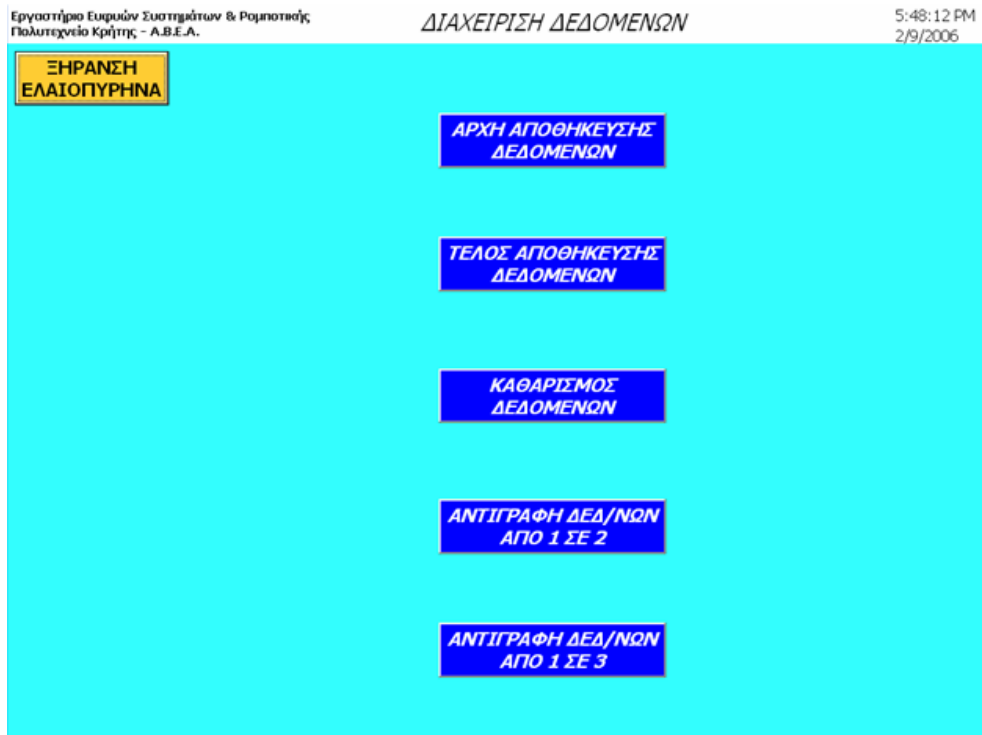 Εργαστήριο Ευφυών Συστημάτων & Ρομποτικής
Πολυτεχνείο Κρήτης - Α.Β.Ε.Α.
ΔΙΑΧΕΙΡΙΣΗ ΔΕΔΟΜΕΝΩΝ
5:48:12 PM
2/9/2006
ΞΗΡΑΝΣΗ
ΕΛΑΙΟΠΥΡΗΝΑ
ΑΡΧΗ ΑΠΟΘΗΚΕΥΣΗΣ
ΔΕΔΟΜΕΝΩΝ
ΤΕΛΟΣ ΑΠΟΘΗΚΕΥΣΗΣ
ΔΕΔΟΜΕΝΩΝ
ΚΑΘΑΡΙΣΜΟΣ
ΔΕΔΟΜΕΝΩΝ
ΑΝΤΙΓΡΑΦΗ ΔΕΔ/ΝΩΝ
ΑΠΟ 1 ΣΕ 2
ΑΝΤΙΓΡΑΦΗ ΔΕΔ/ΝΩΝ
ΑΠΟ 1 ΣΕ 3